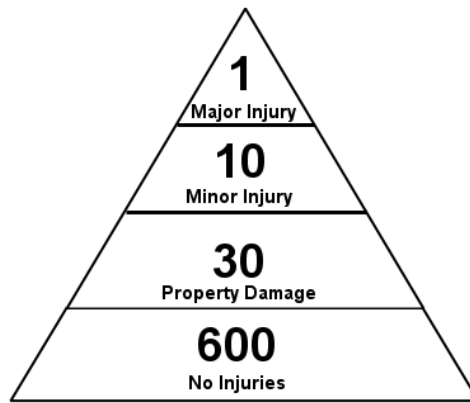 1
Major Injury
10
Minor Injury
30
Property Damage
600
No Injuries